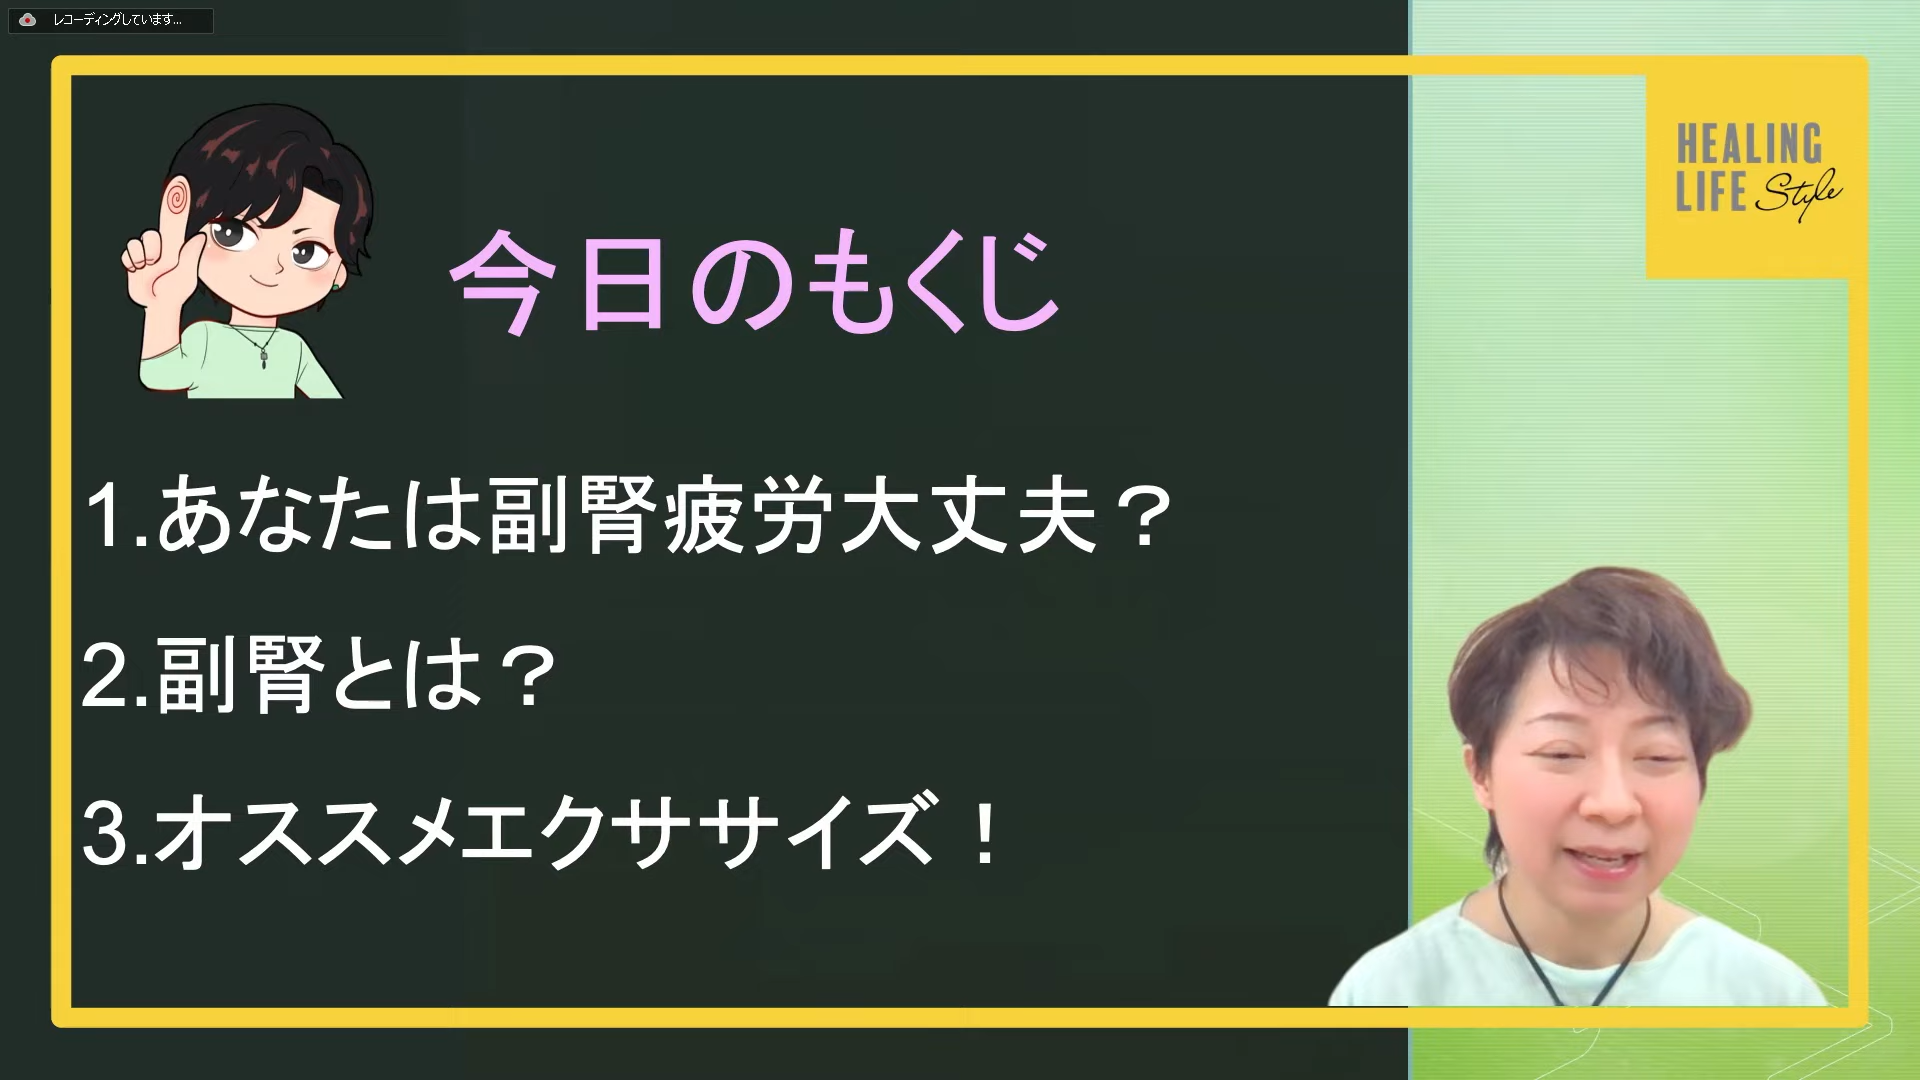 レコーディングしています...
HEALING
LIFE Style
今日のもくじ
1.あなたは副腎疲労大丈夫？
2.副腎とは？
3.オススメエクササイズ！